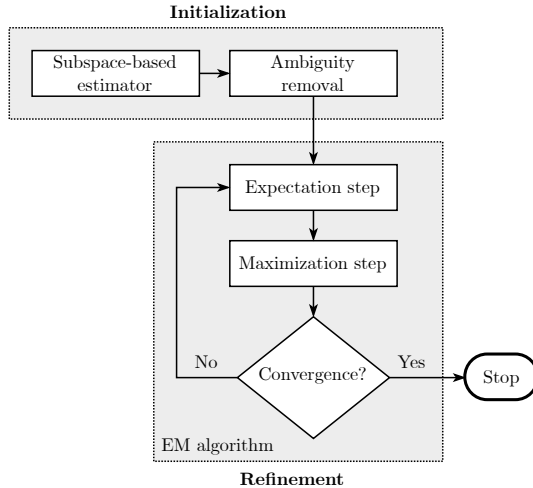 Initialization
Subspace-based
estimator
Ambiguity
removal
Expectation step
Maximization step
Convergence?
No
Yes
Stop
EM algorithm
Refinement